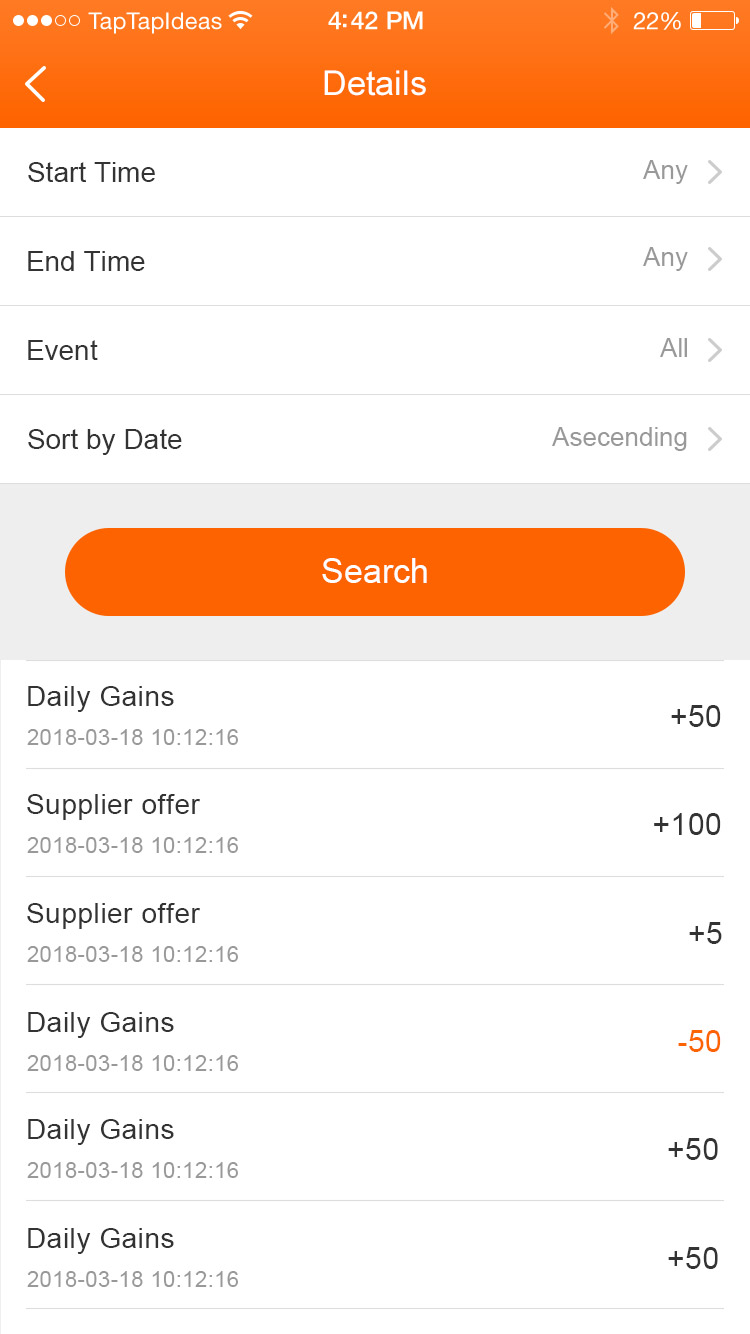 TapTapIdeas 4:42 PM 22%
Details
Start Time Any
End Time Any
Event All
Sort by Date Asecending
Search
Daily Gains
2018-03-18 10:12:16
+50
Supplier offer
2018-03-18 10:12:16
+100
Supplier offer
2018-03-18 10:12:16
+5
Daily Gains
2018-03-18 10:12:16
-50
Daily Gains
2018-03-18 10:12:16
+50
Daily Gains
2018-03-18 10:12:16
+50